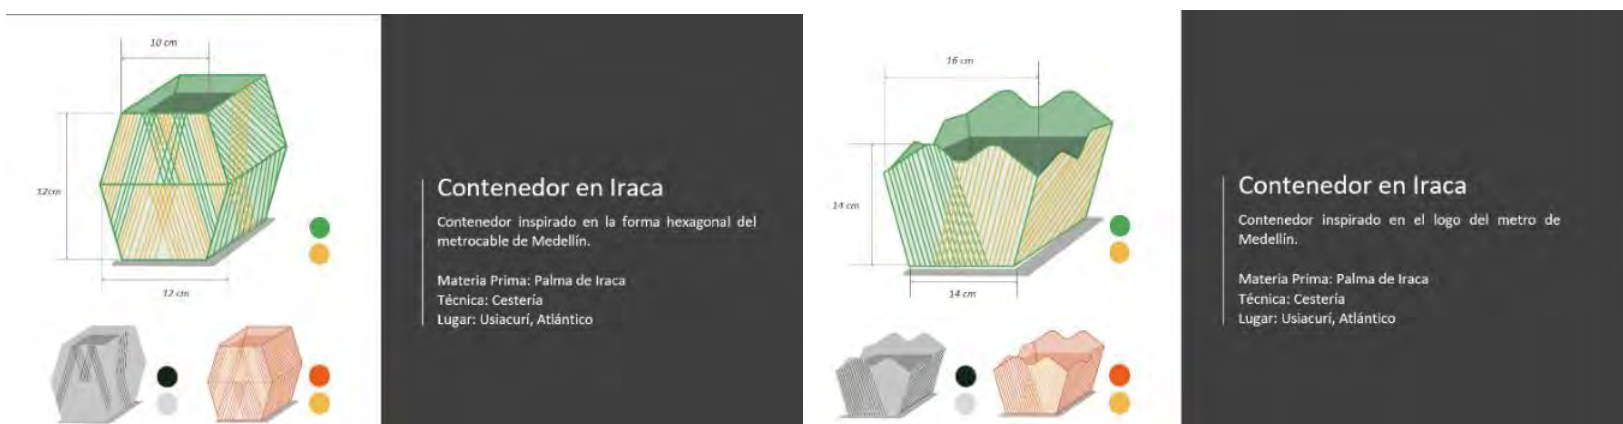 10 cm
12cm
12 cm
Contenedor en Iraca
Contenedor inspirado en la forma hexagonal del
metrocable de Medellín.
Materia Prima: Palma de Iraca
Técnica: Cestería
Lugar: Usiacurí, Atlántico
16 cm
14 cm
14 cm
Contenedor en Iraca
Contenedor inspirado en el logo del metro de
Medellín.
Materia Prima: Palma de Iraca
Técnica: Cestería
Lugar: Usiacurí, Atlántico